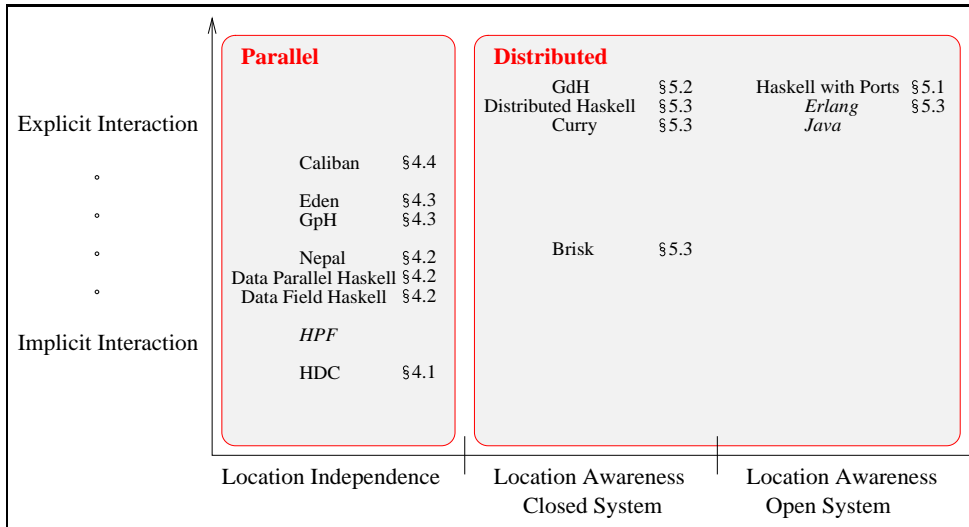 Parallel
Distributed
GdH §5.2
Haskell with Ports §5.1
Distributed Haskell §5.3
Erlang §5.3
Explicit Interaction
Curry §5.3
Java
Caliban §4.4
Eden §4.3
GpH §4.3
Nepal §4.2
Brisk §5.3
Data Parallel Haskell §4.2
Data Field Haskell §4.2
HPF
Implicit Interaction
HDC §4.1
Location Independence
Location Awareness
Closed System
Location Awareness
Open System